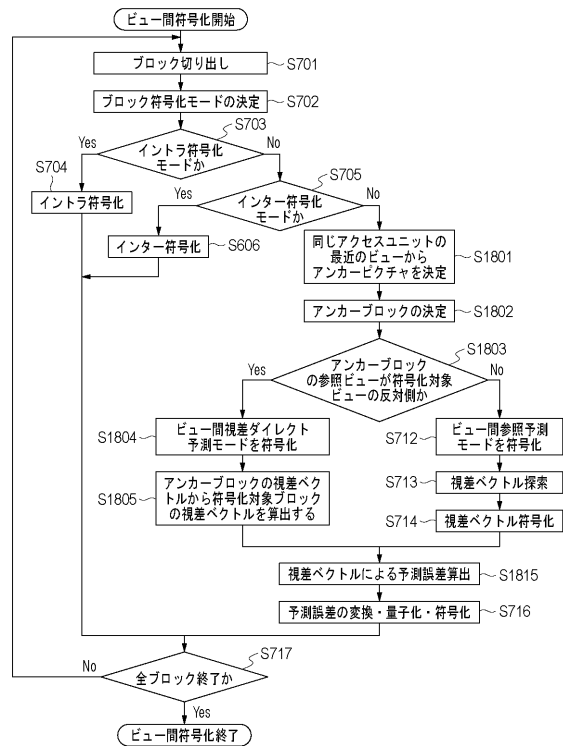 ビュー間符号化開始
ブロック切り出し
S701
ブロック符号化モードの決定
S702
S703
イントラ符号化
モードか
Yes
No
S704
イントラ符号化
S705
インター符号化
モードか
Yes
No
インター符号化
S606
同じアクセスユニットの
最近のビューから
アンカーピクチャを決定
S1801
アンカーブロックの決定
S1802
S1803
アンカーブロック
の参照ビューが符号化対象
ビューの反対側か
Yes
No
S1804
ビュー間視差ダイレクト
予測モードを符号化
S712
ビュー間参照予測
モードを符号化
S1805
アンカーブロックの視差ベク
トルから符号化対象ブロック
の視差ベクトルを算出する
S713
視差ベクトル探索
S714
視差ベクトル符号化
視差ベクトルによる予測誤差算出
S1815
予測誤差の変換・量子化・符号化
S716
S717
全ブロック終了か
No
Yes
ビュー間符号化終了